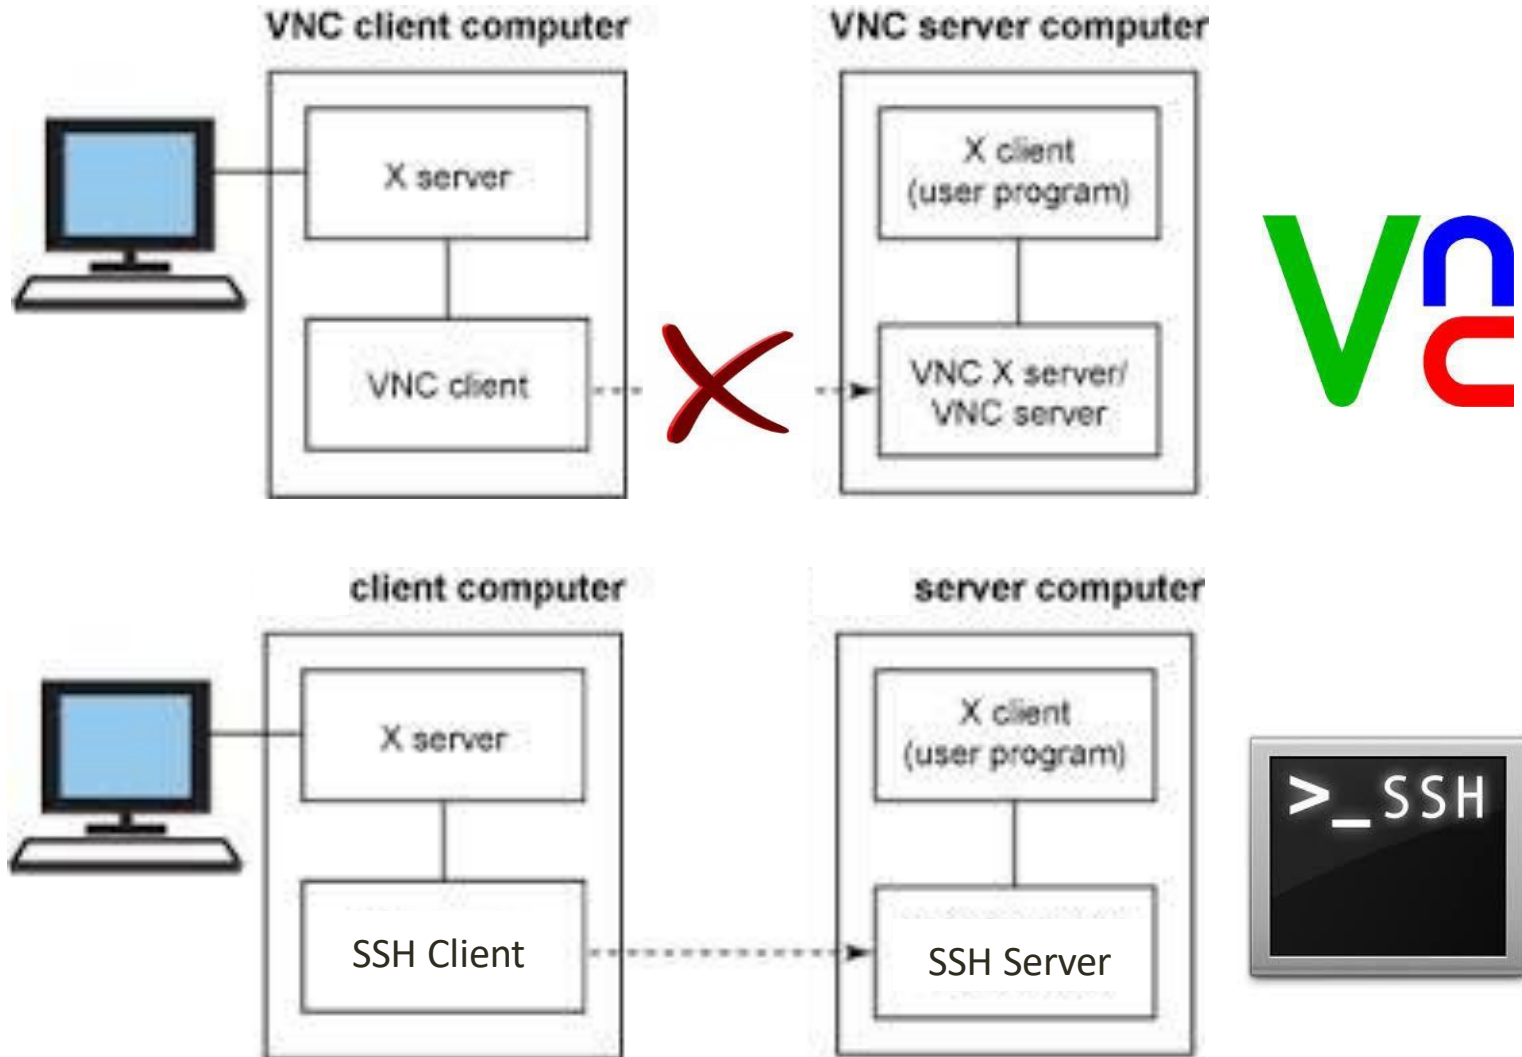 VNC client computer
VNC server computer
X server
X client
(user program)
VNC client
VNC X server/
VNC server
Vnc
client computer
server computer
X server
X client
(user program)
SSH Client
SSH Server
>_SSH